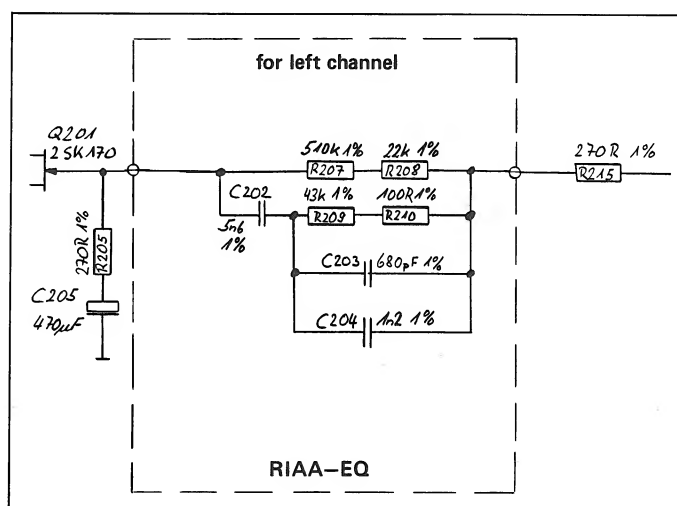 for left channel
Q201
2SK170
510k 1%
22k 1%
270R 1%
R207
R208
R215
C202
43k 1%
100R 1%
R209
R210
5n6
1%
270R 1%
R205
C203
680pF 1%
C205
470µF
C204
1n2 1%
RIAA–EQ